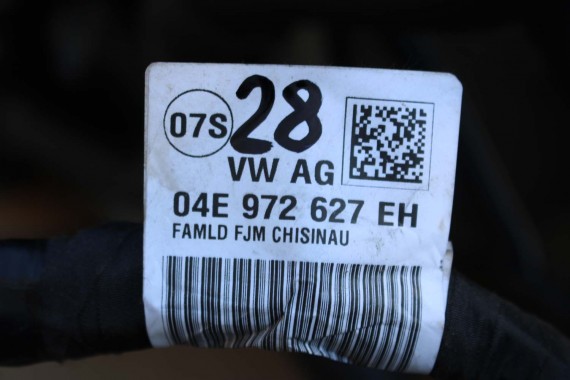 07S 28
VW AG
04E 972 627 EH
FAMLD FJM CHISINAU